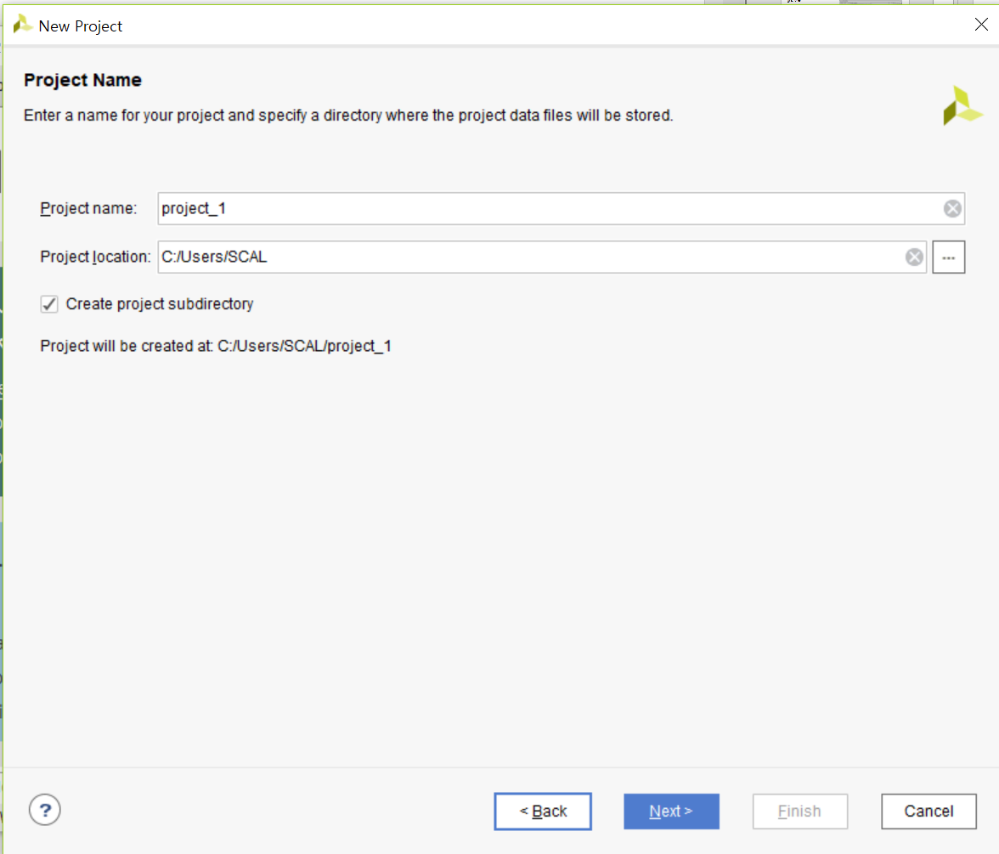 New Project
Project Name
Enter a name for your project and specify a directory where the project data files will be stored.
Project name: project_1
Project location: C:/Users/SCAL ...
Create project subdirectory
Project will be created at: C:/Users/SCAL/project_1
? < Back Next > Finish Cancel